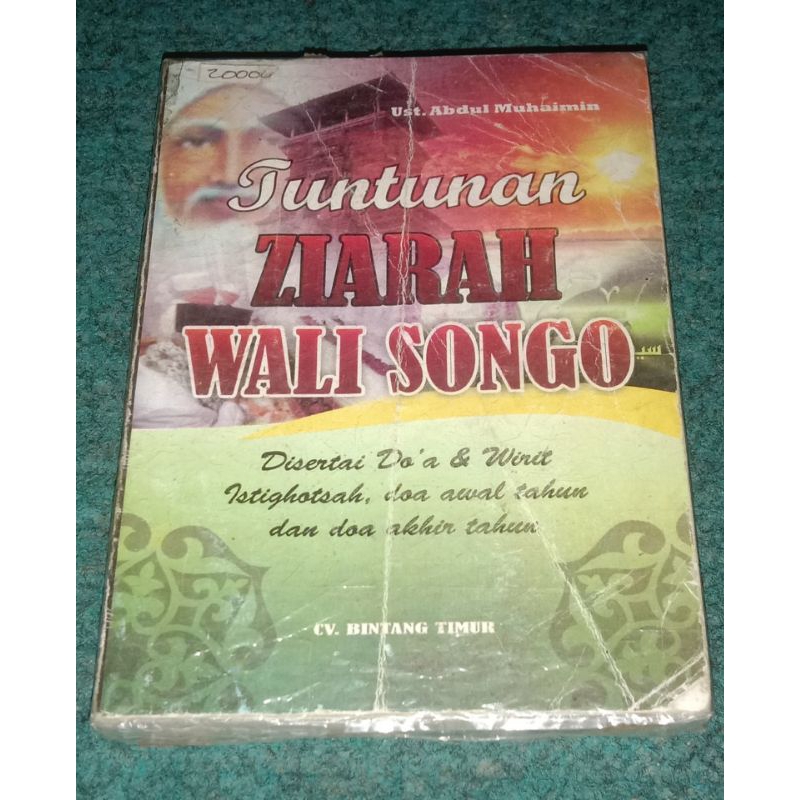 20000
Ust. Abdul Muhaimin
Tuntunan
ZIARAH
WALI SONGO
Disertai Do'a & Wirit
Istighotsah, doa awal tahun
dan doa akhir tahun
CV. BINTANG TIMUR